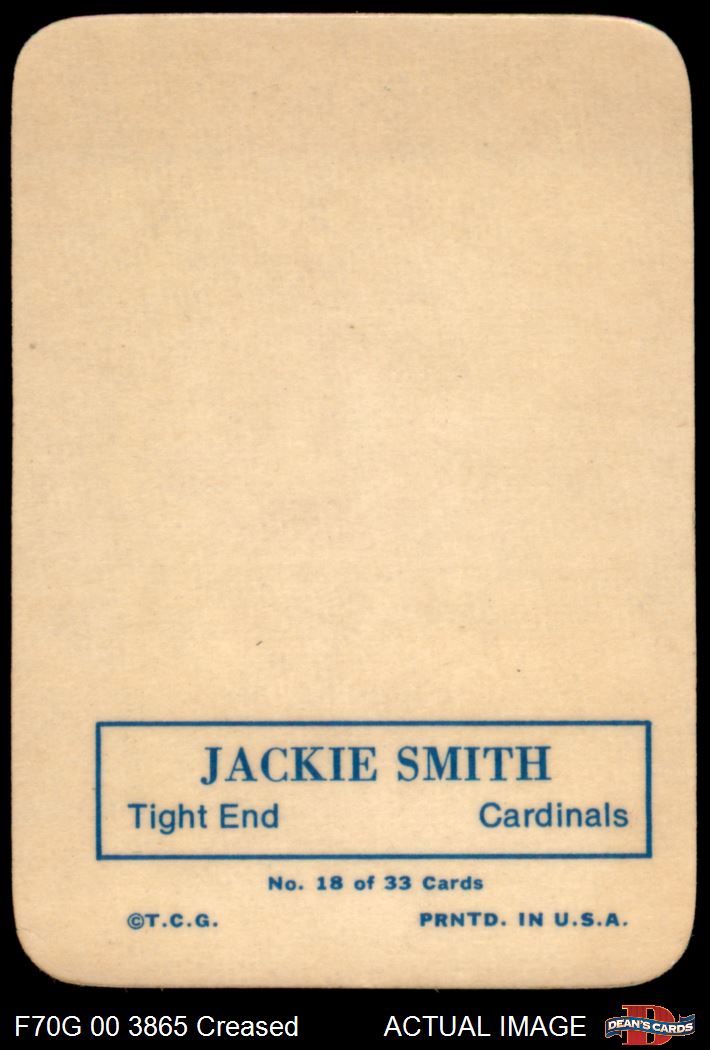 JACKIE SMITH
Tight End Cardinals
No. 18 of 33 Cards
©T.C.G. PRNTD. IN U.S.A.
F70G 00 3865 Creased ACTUAL IMAGE DEAN'S CARDS